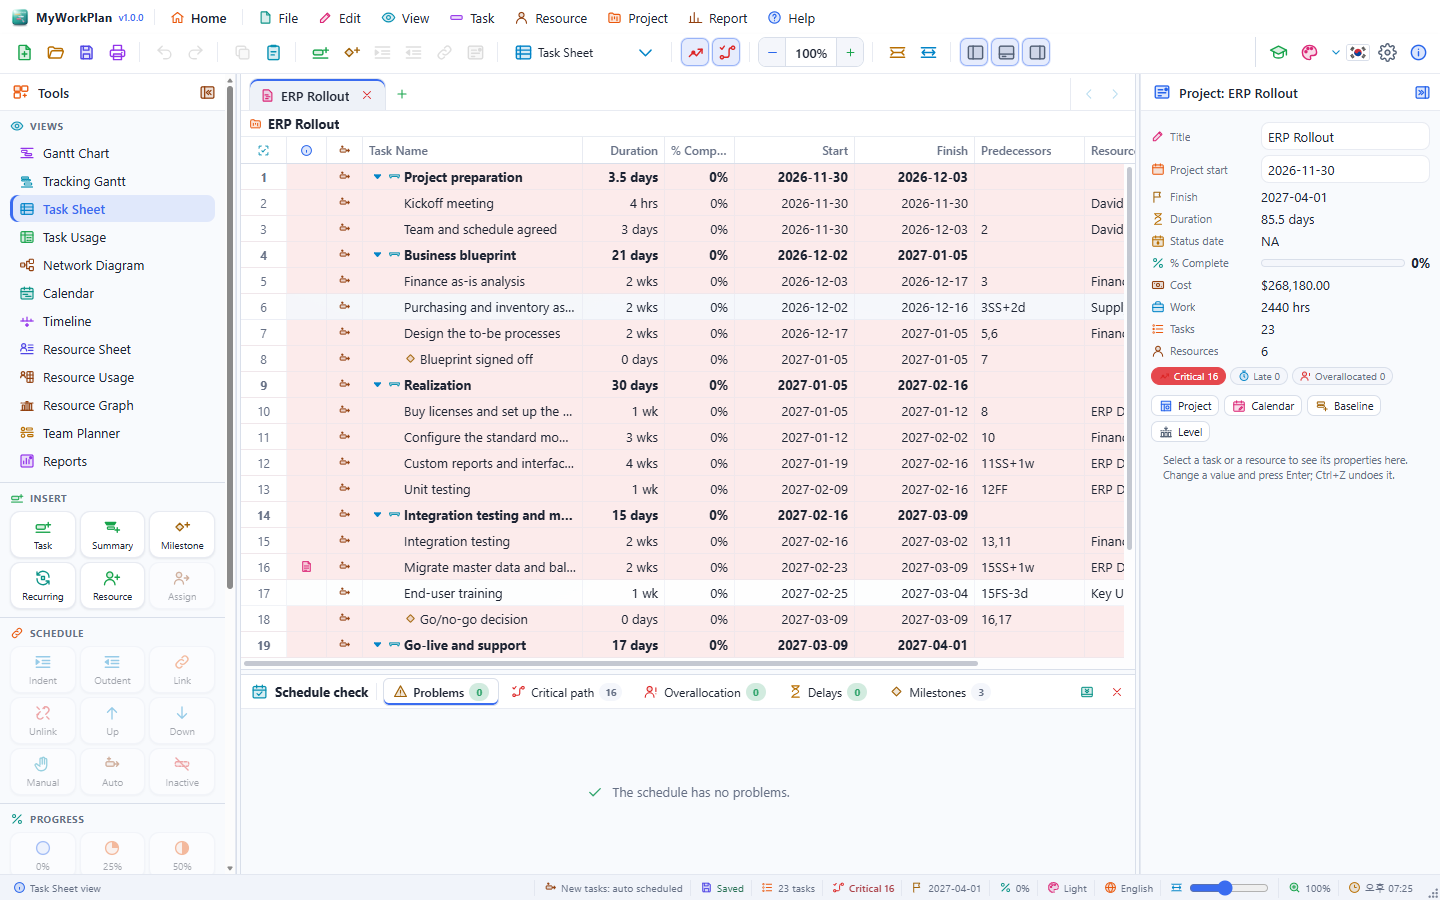 MyWorkPlan v1.0.0 Home File Edit View Task Resource Project Report Help
Task Sheet 100%
Tools
VIEWS
Gantt Chart
Tracking Gantt
Task Sheet
Task Usage
Network Diagram
Calendar
Timeline
Resource Sheet
Resource Usage
Resource Graph
Team Planner
Reports
INSERT
Task Summary Milestone
Recurring Resource Assign
SCHEDULE
Indent Outdent Link
Unlink Up Down
Manual Auto Inactive
PROGRESS
0% 25% 50%
ERP Rollout
ERP Rollout
Task Name Duration % Comp... Start Finish Predecessors Resourc
1 Project preparation 3.5 days 0% 2026-11-30 2026-12-03
2 Kickoff meeting 4 hrs 0% 2026-11-30 2026-11-30 David
3 Team and schedule agreed 3 days 0% 2026-11-30 2026-12-03 2 David
4 Business blueprint 21 days 0% 2026-12-02 2027-01-05
5 Finance as-is analysis 2 wks 0% 2026-12-03 2026-12-17 3 Financ
6 Purchasing and inventory as... 2 wks 0% 2026-12-02 2026-12-16 3SS+2d Suppl
7 Design the to-be processes 2 wks 0% 2026-12-17 2027-01-05 5,6 Financ
8 Blueprint signed off 0 days 0% 2027-01-05 2027-01-05 7
9 Realization 30 days 0% 2027-01-05 2027-02-16
10 Buy licenses and set up the ... 1 wk 0% 2027-01-05 2027-01-12 8 ERP D
11 Configure the standard mo... 3 wks 0% 2027-01-12 2027-02-02 10 Financ
12 Custom reports and interfac... 4 wks 0% 2027-01-19 2027-02-16 11SS+1w ERP D
13 Unit testing 1 wk 0% 2027-02-09 2027-02-16 12FF ERP D
14 Integration testing and m... 15 days 0% 2027-02-16 2027-03-09
15 Integration testing 2 wks 0% 2027-02-16 2027-03-02 13,11 Financ
16 Migrate master data and bal... 2 wks 0% 2027-02-23 2027-03-09 15SS+1w ERP D
17 End-user training 1 wk 0% 2027-02-25 2027-03-04 15FS-3d Key U
18 Go/no-go decision 0 days 0% 2027-03-09 2027-03-09 16,17
19 Go-live and support 17 days 0% 2027-03-09 2027-04-01
Schedule check Problems 0 Critical path 16 Overallocation 0 Delays 0 Milestones 3
The schedule has no problems.
Project: ERP Rollout
Title ERP Rollout
Project start 2026-11-30
Finish 2027-04-01
Duration 85.5 days
Status date NA
% Complete 0%
Cost $268,180.00
Work 2440 hrs
Tasks 23
Resources 6
Critical 16 Late 0 Overallocated 0
Project Calendar Baseline
Level
Select a task or a resource to see its properties here.
Change a value and press Enter; Ctrl+Z undoes it.
Task Sheet view New tasks: auto scheduled Saved 23 tasks Critical 16 2027-04-01 0% Light English 100% 오후 07:25